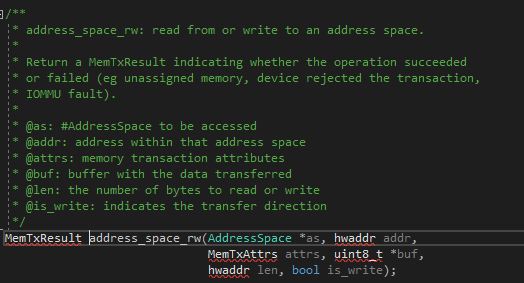 /**
 * address_space_rw: read from or write to an address space.
 *
 * Return a MemTxResult indicating whether the operation succeeded
 * or failed (eg unassigned memory, device rejected the transaction,
 * IOMMU fault).
 *
 * @as: #AddressSpace to be accessed
 * @addr: address within that address space
 * @attrs: memory transaction attributes
 * @buf: buffer with the data transferred
 * @len: the number of bytes to read or write
 * @is_write: indicates the transfer direction
 */
MemTxResult address_space_rw(AddressSpace *as, hwaddr addr,
                             MemTxAttrs attrs, uint8_t *buf,
                             hwaddr len, bool is_write);